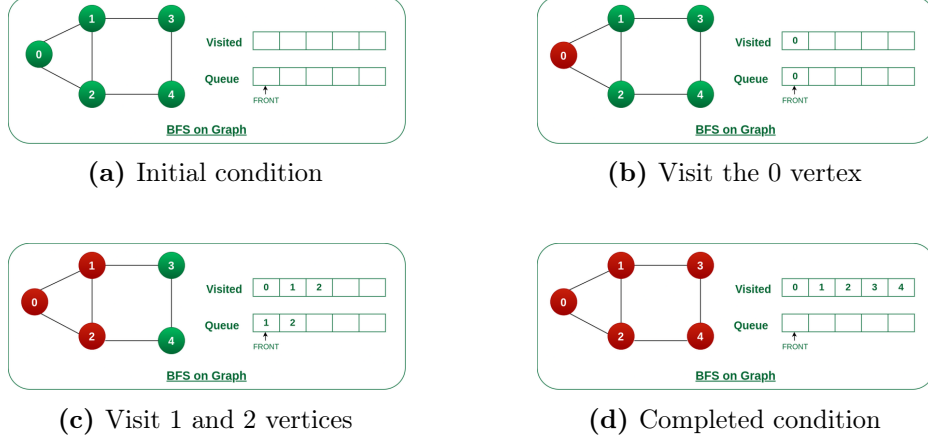 1 3
0
2 4
Visited
Queue
FRONT
BFS on Graph
(a) Initial condition
1 3
0
2 4
Visited 0
Queue 0
FRONT
BFS on Graph
(b) Visit the 0 vertex
1 3
0
2 4
Visited 0 1 2
Queue 1 2
FRONT
BFS on Graph
(c) Visit 1 and 2 vertices
1 3
0
2 4
Visited 0 1 2 3 4
Queue
FRONT
BFS on Graph
(d) Completed condition